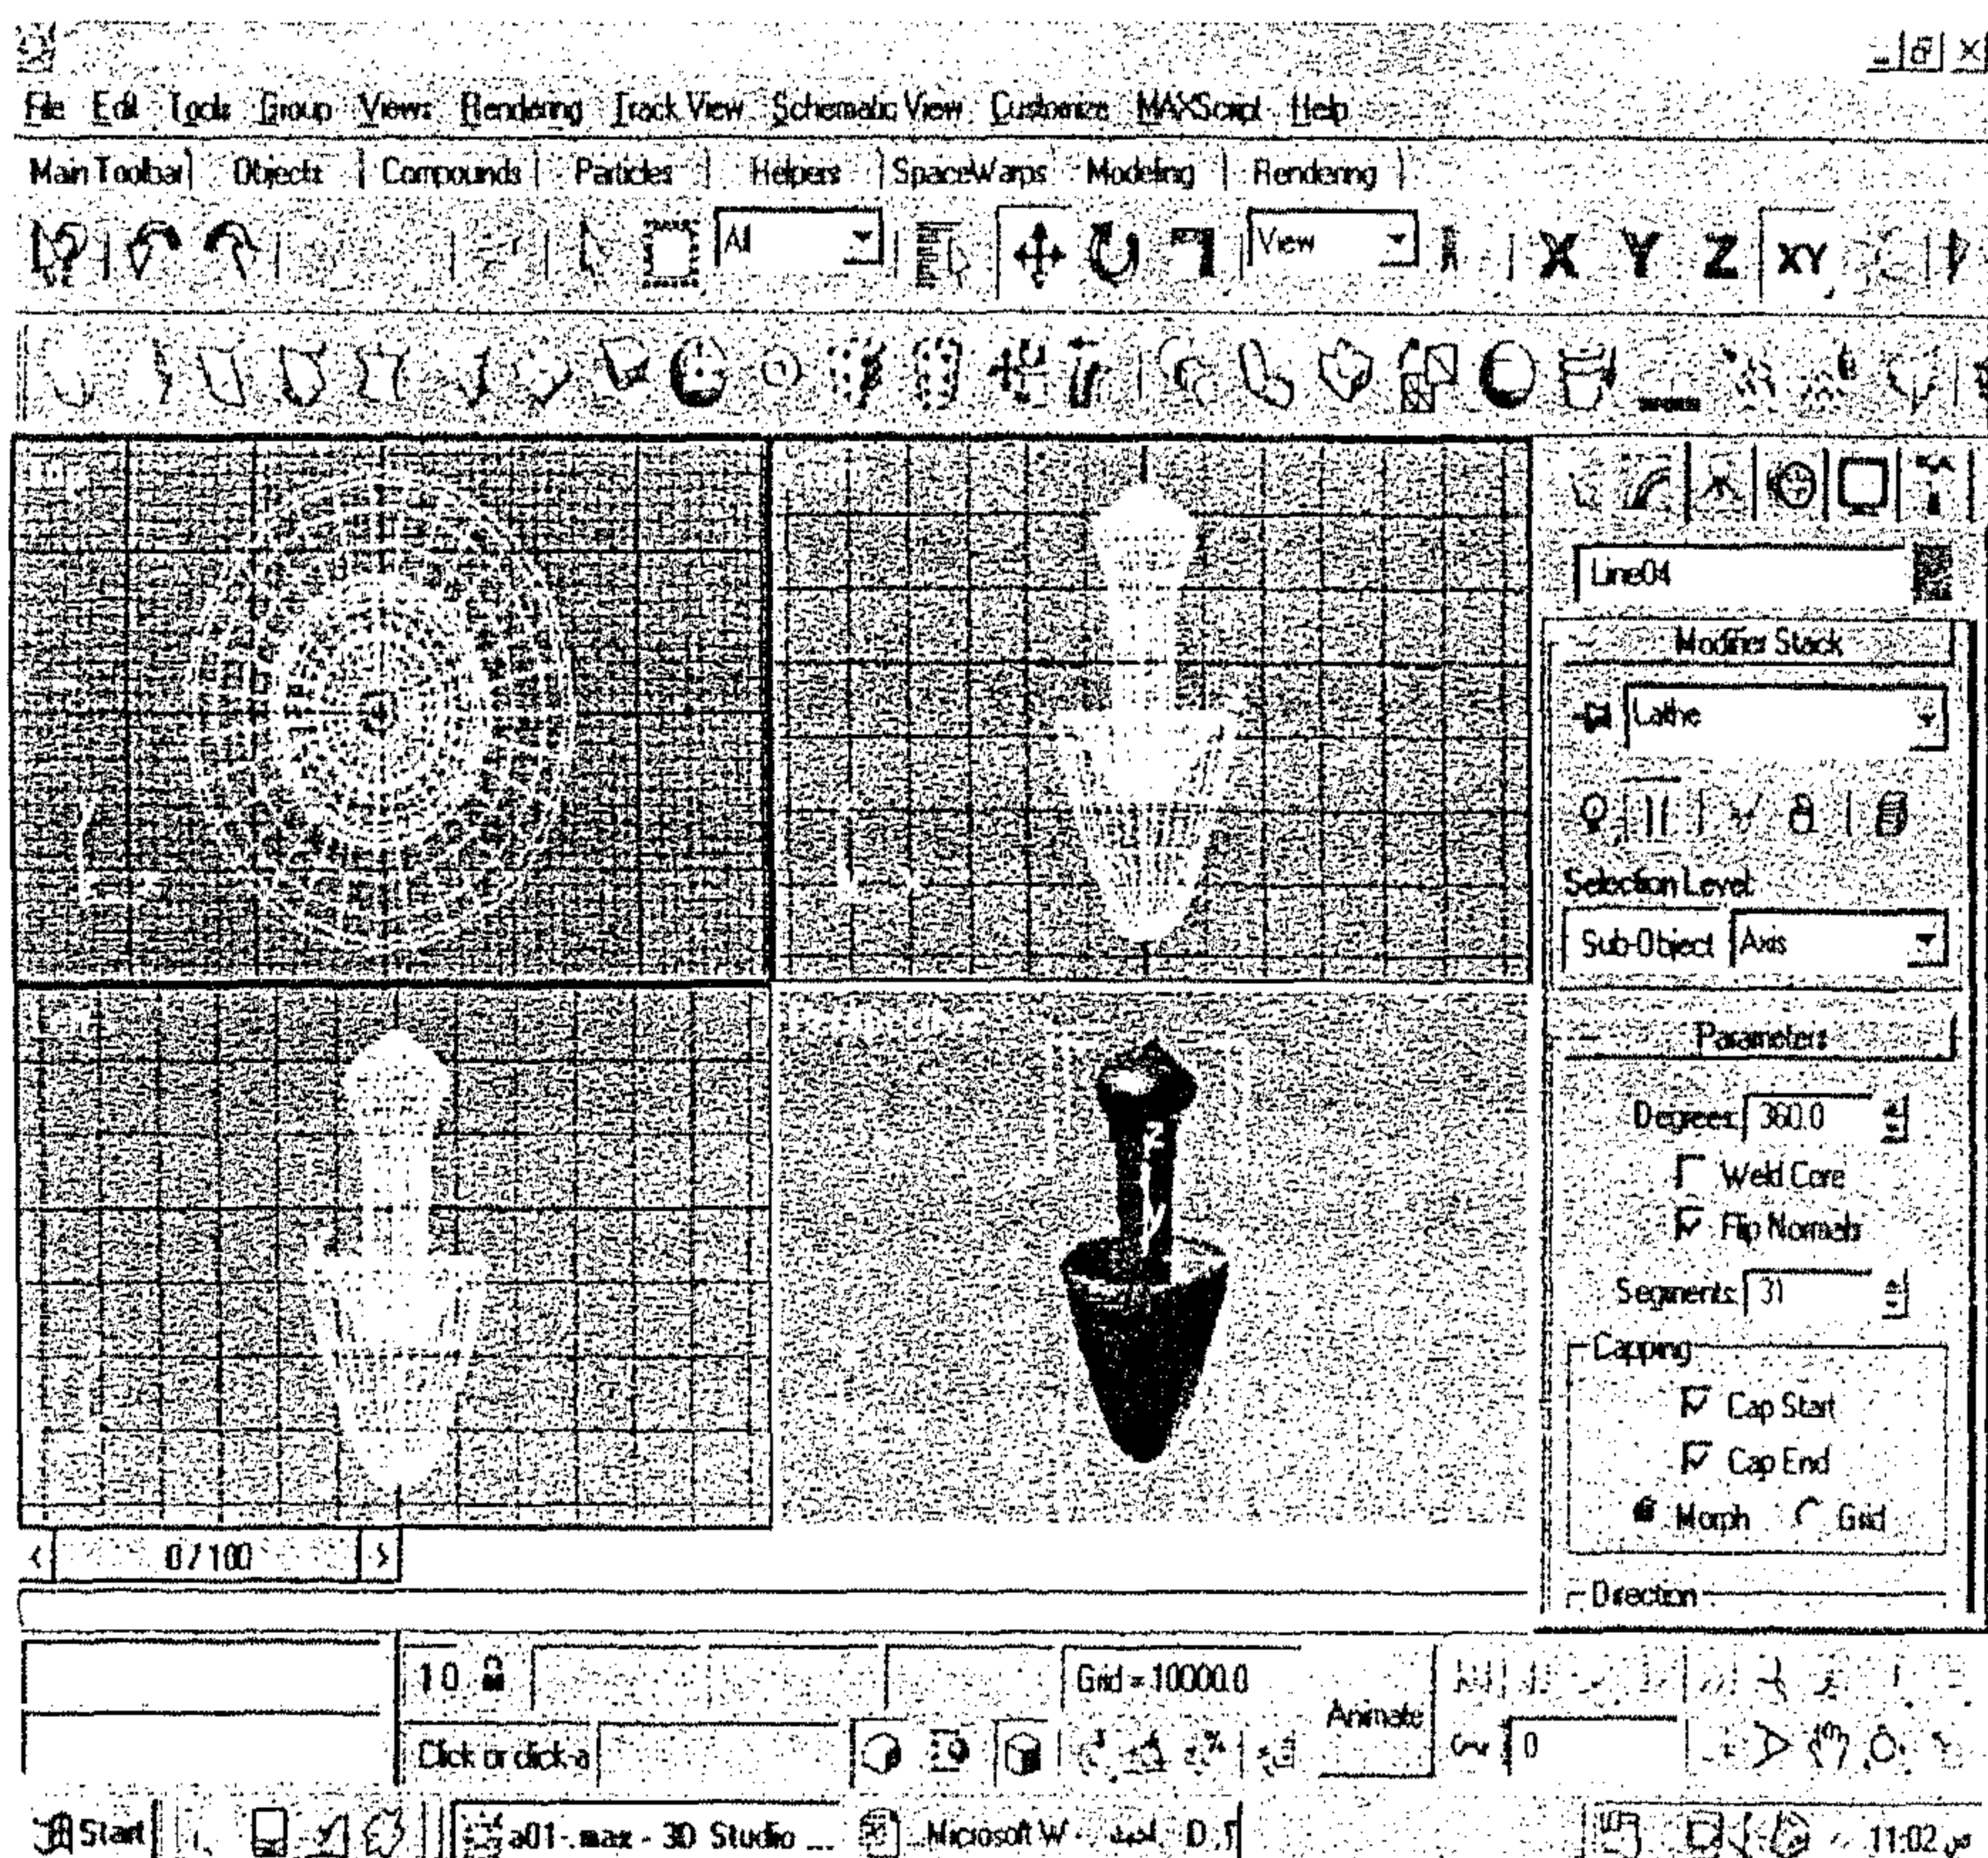 File Edit Tools Group Views Rendering Track View Schematic View Customize MAXScript Help
Main Toolbar Objects Compounds Particles Helpers SpaceWarps Modeling Rendering
All View X Y Z XY
Line04
Modifier Stack
Lathe
Selection Level:
Sub-Object Axis
Parameters
Degrees: 360.0
Weld Core
Flip Normals
Segments: 31
Capping
Cap Start
Cap End
Morph Grid
Direction
0 / 100
1 0 Grid = 10000.0
Animate
Click or click-a 0
Start a01-.max - 3D Studio ... Microsoft W 11:02